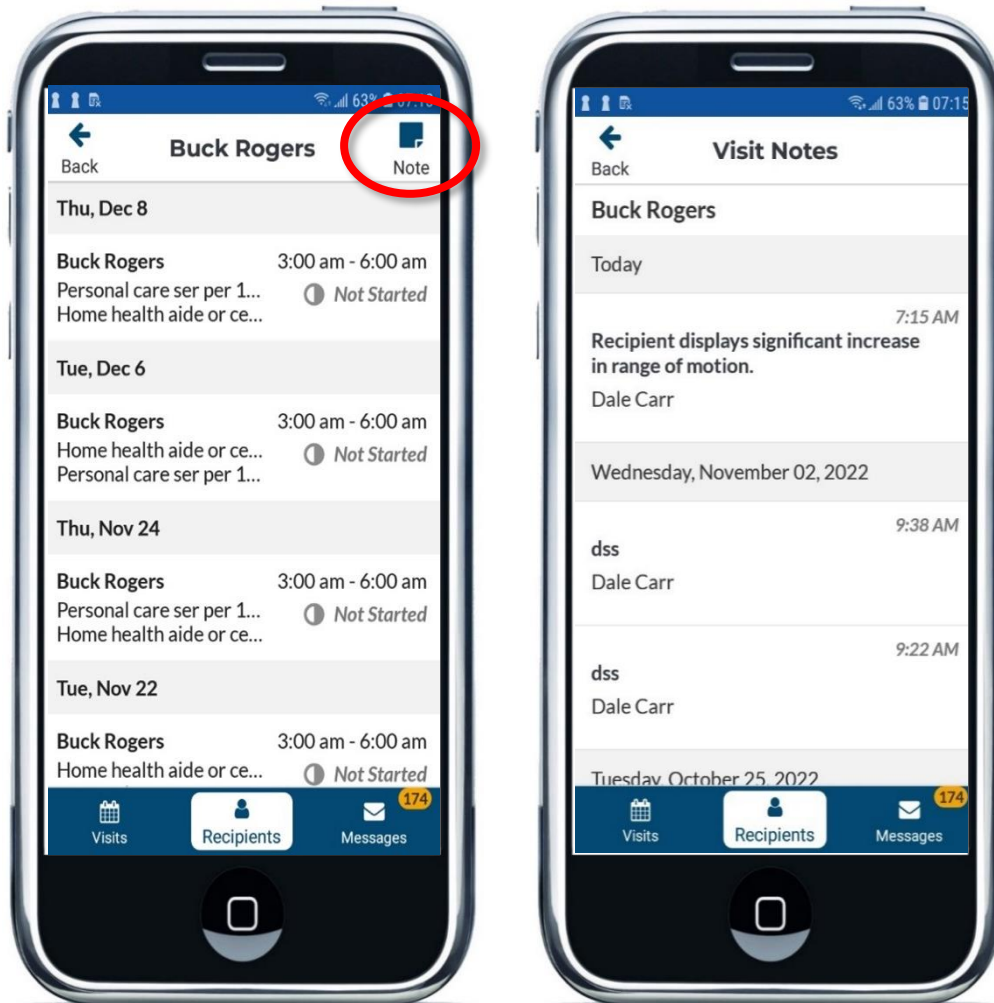 63% 07:15
Back
Buck Rogers
Note
Thu, Dec 8
Buck Rogers 3:00 am - 6:00 am
Personal care ser per 1... Not Started
Home health aide or ce...
Tue, Dec 6
Buck Rogers 3:00 am - 6:00 am
Home health aide or ce... Not Started
Personal care ser per 1...
Thu, Nov 24
Buck Rogers 3:00 am - 6:00 am
Personal care ser per 1... Not Started
Home health aide or ce...
Tue, Nov 22
Buck Rogers 3:00 am - 6:00 am
Home health aide or ce... Not Started
174
Visits Recipients Messages
63% 07:15
Back
Visit Notes
Buck Rogers
Today
7:15 AM
Recipient displays significant increase
in range of motion.
Dale Carr
Wednesday, November 02, 2022
9:38 AM
dss
Dale Carr
9:22 AM
dss
Dale Carr
Tuesday, October 25, 2022
174
Visits Recipients Messages